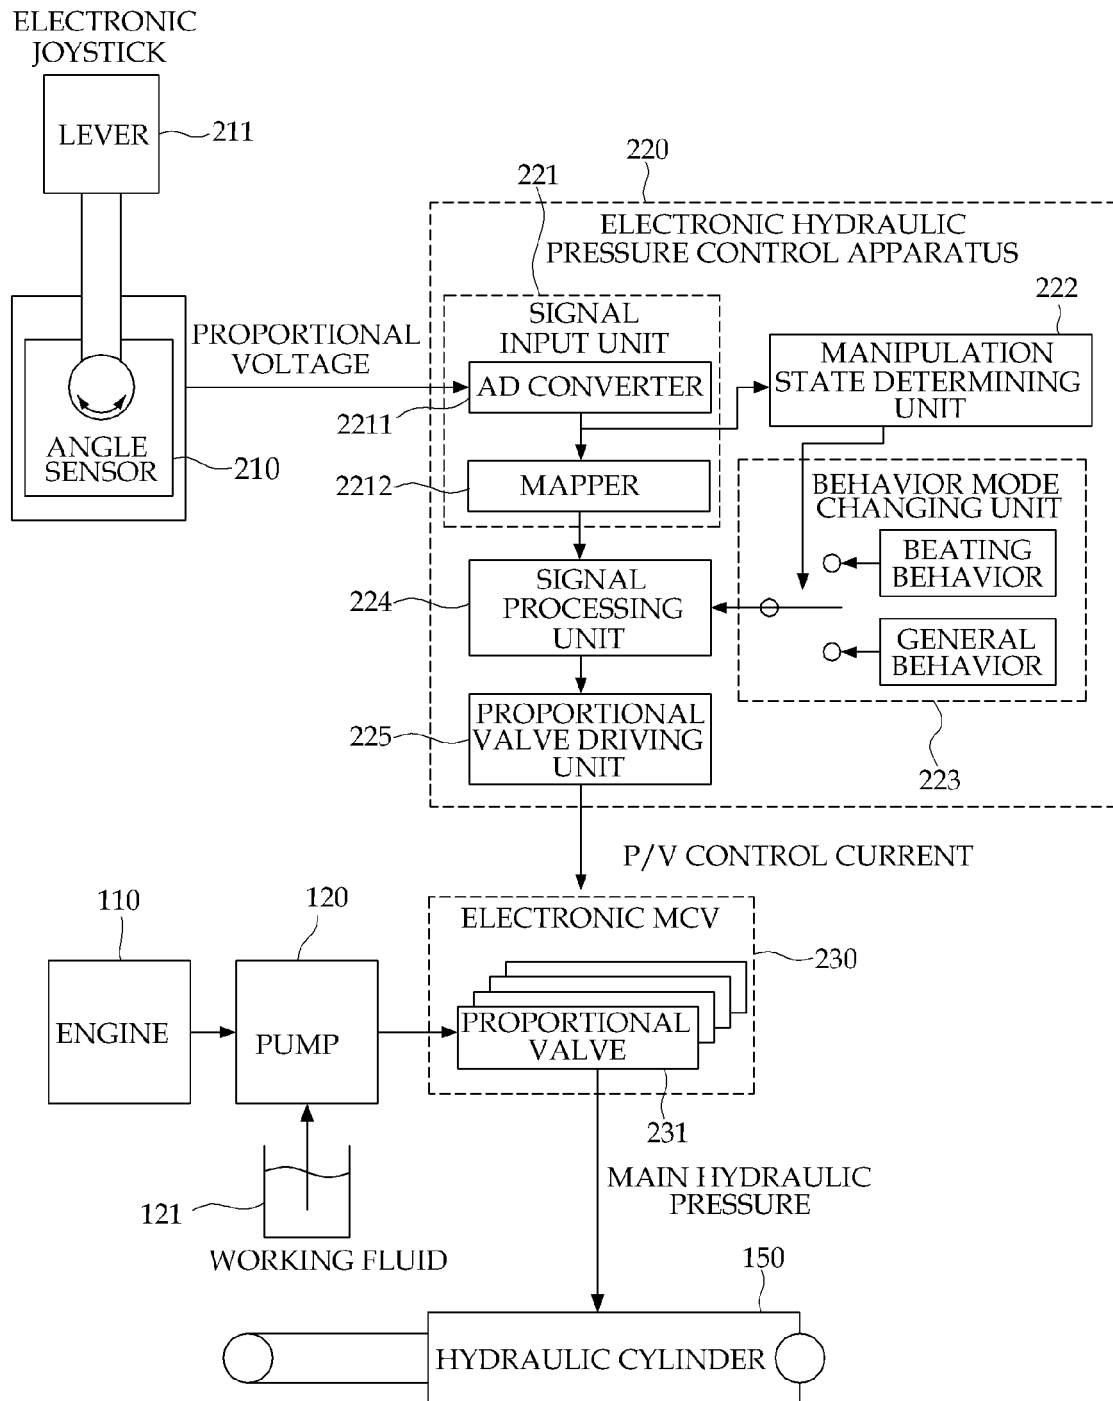 ELECTRONIC
JOYSTICK
LEVER
211
220
221
ELECTRONIC HYDRAULIC
PRESSURE CONTROL APPARATUS
222
SIGNAL
INPUT UNIT
PROPORTIONAL
VOLTAGE
MANIPULATION
STATE DETERMINING
UNIT
AD CONVERTER
2211
ANGLE
SENSOR
210
2212
MAPPER
BEHAVIOR MODE
CHANGING UNIT
BEATING
BEHAVIOR
224
SIGNAL
PROCESSING
UNIT
GENERAL
BEHAVIOR
225
PROPORTIONAL
VALVE DRIVING
UNIT
223
P/V CONTROL CURRENT
110
120
ELECTRONIC MCV
230
ENGINE
PUMP
PROPORTIONAL
VALVE
231
MAIN HYDRAULIC
PRESSURE
121
WORKING FLUID
150
HYDRAULIC CYLINDER